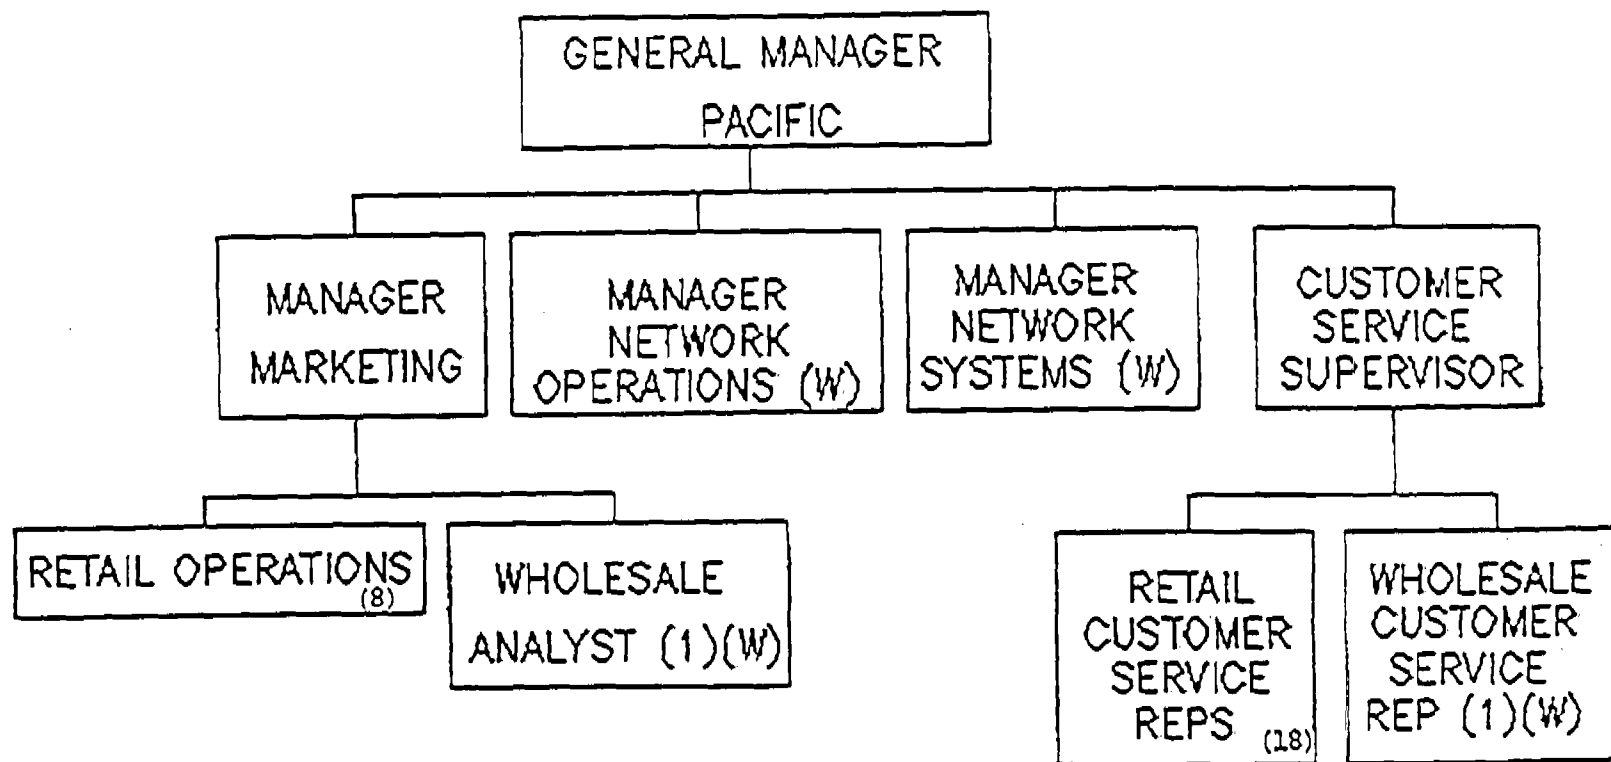 GENERAL MANAGER
PACIFIC
MANAGER
MARKETING
MANAGER
NETWORK
OPERATIONS (W)
MANAGER
NETWORK
SYSTEMS (W)
CUSTOMER
SERVICE
SUPERVISOR
RETAIL OPERATIONS
(8)
WHOLESALE
ANALYST (1)(W)
RETAIL
CUSTOMER
SERVICE
REPS (18)
WHOLESALE
CUSTOMER
SERVICE
REP (1)(W)